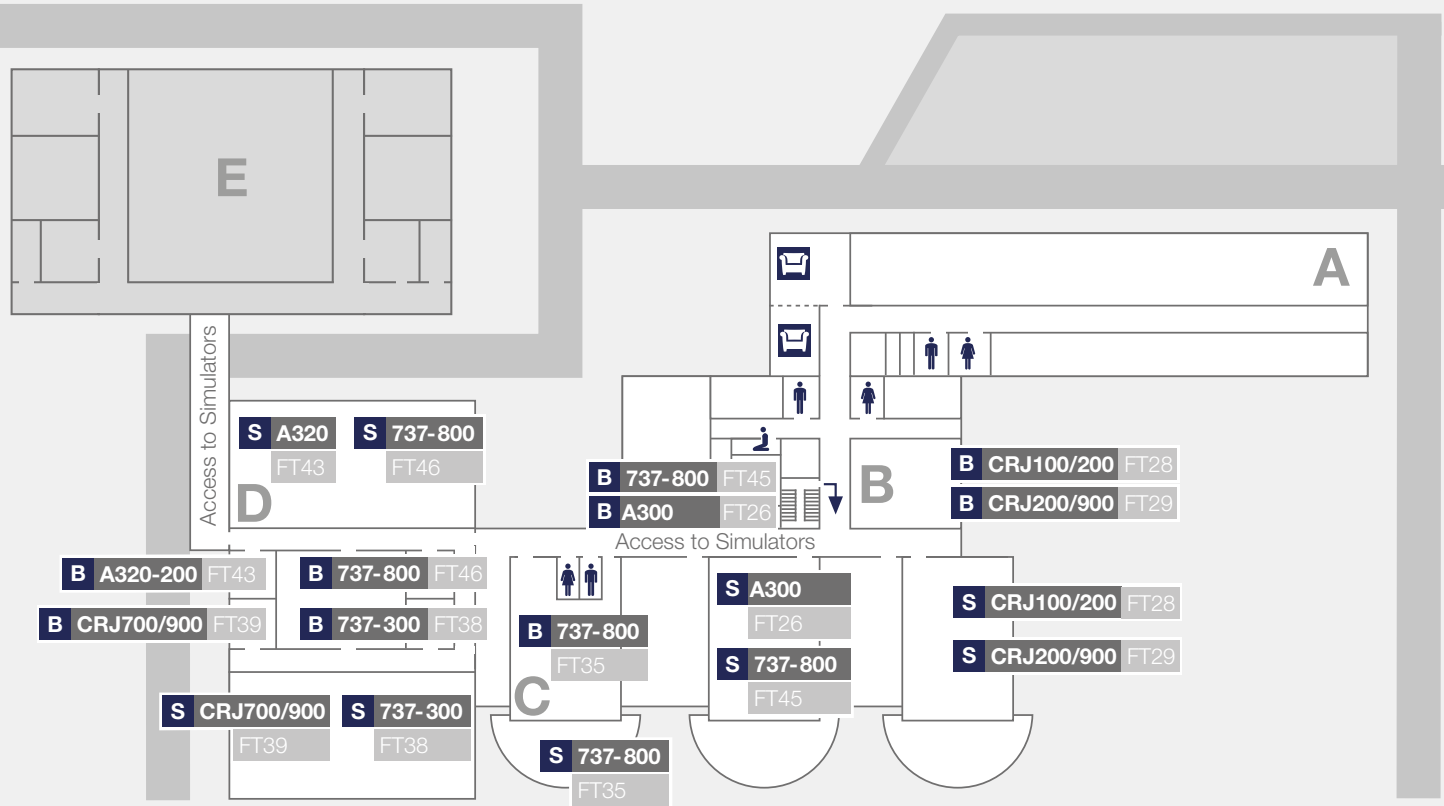 E
A
Access to Simulators
S A320
FT43
S 737-800
FT46
D
B 737-800 FT45
B A300 FT26
B
B CRJ100/200 FT28
B CRJ200/900 FT29
Access to Simulators
B A320-200 FT43
B CRJ700/900 FT39
B 737-800 FT46
B 737-300 FT38
B 737-800
FT35
C
S A300
FT26
S 737-800
FT45
S CRJ100/200 FT28
S CRJ200/900 FT29
S CRJ700/900
FT39
S 737-300
FT38
S 737-800
FT35